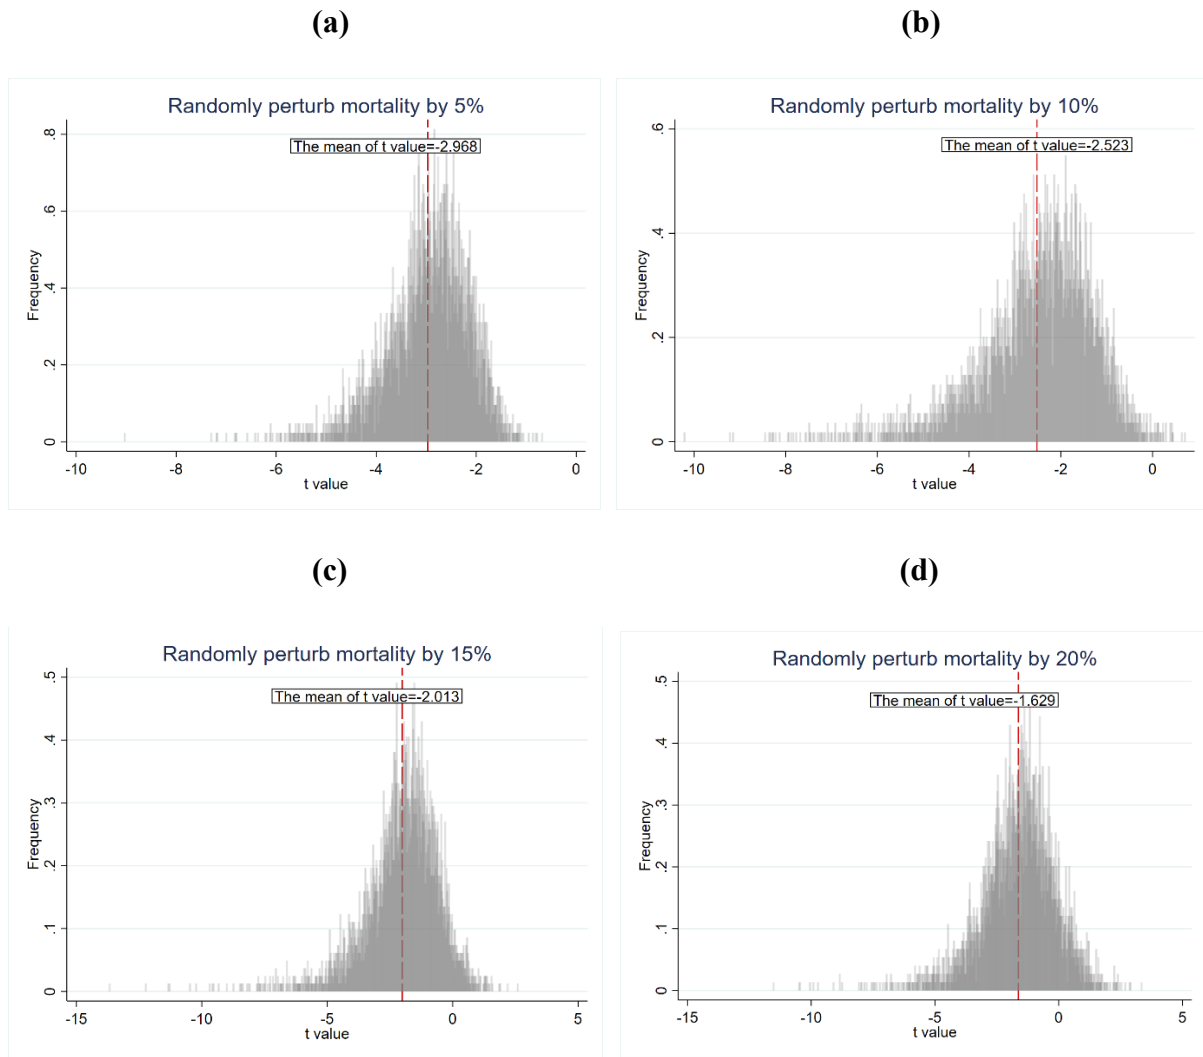 (a)
(b)
Randomly perturb mortality by 5%
The mean of t value=-2.968
Frequency
0
.2
.4
.6
.8
-10
-8
-6
-4
-2
0
t value
Randomly perturb mortality by 10%
The mean of t value=-2.523
Frequency
0
.2
.4
.6
-10
-8
-6
-4
-2
0
t value
(c)
(d)
Randomly perturb mortality by 15%
The mean of t value=-2.013
Frequency
0
.1
.2
.3
.4
.5
-15
-10
-5
0
5
t value
Randomly perturb mortality by 20%
The mean of t value=-1.629
Frequency
0
.1
.2
.3
.4
.5
-15
-10
-5
0
5
t value